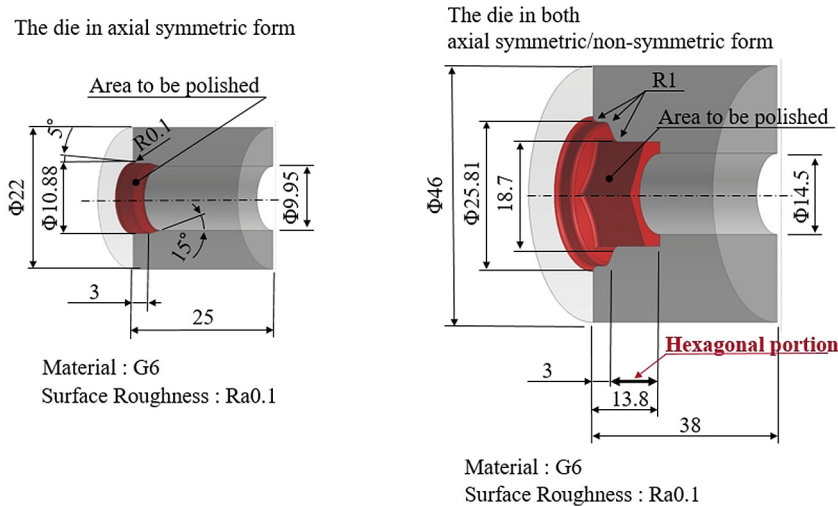 The die in axial symmetric form
Area to be polished
5°
R0.1
Φ22
Φ10.88
Φ9.95
15°
3
25
Material : G6
Surface Roughness : Ra0.1
The die in both
axial symmetric/non-symmetric form
R1
Area to be polished
Φ46
Φ25.81
18.7
Φ14.5
Hexagonal portion
3
13.8
38
Material : G6
Surface Roughness : Ra0.1